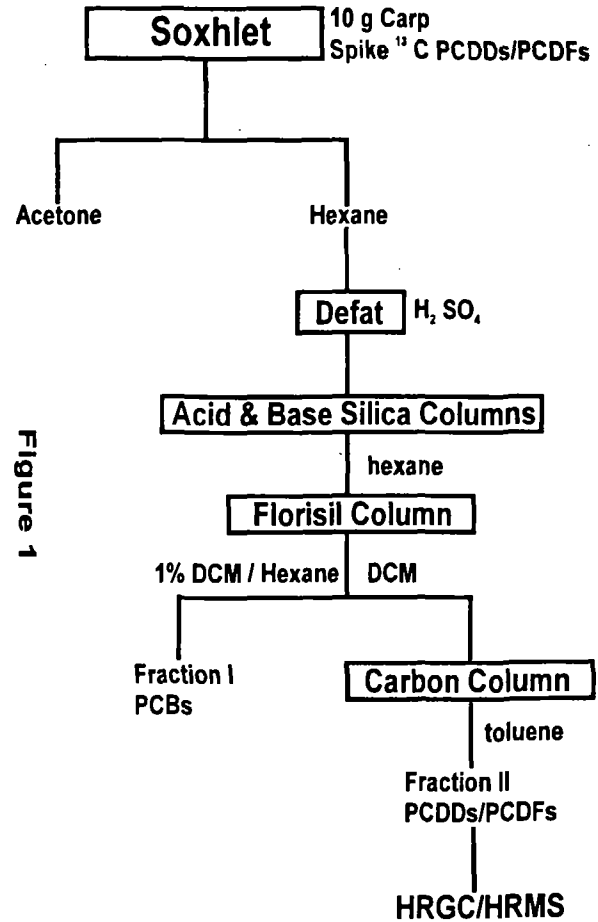 Soxhlet
10 g Carp
Spike ¹³ C PCDDs/PCDFs
Acetone
Hexane
Defat
H₂ SO₄
Acid & Base Silica Columns
hexane
Florisil Column
1% DCM / Hexane
DCM
Fraction I
PCBs
Carbon Column
toluene
Fraction II
PCDDs/PCDFs
HRGC/HRMS
Figure 1